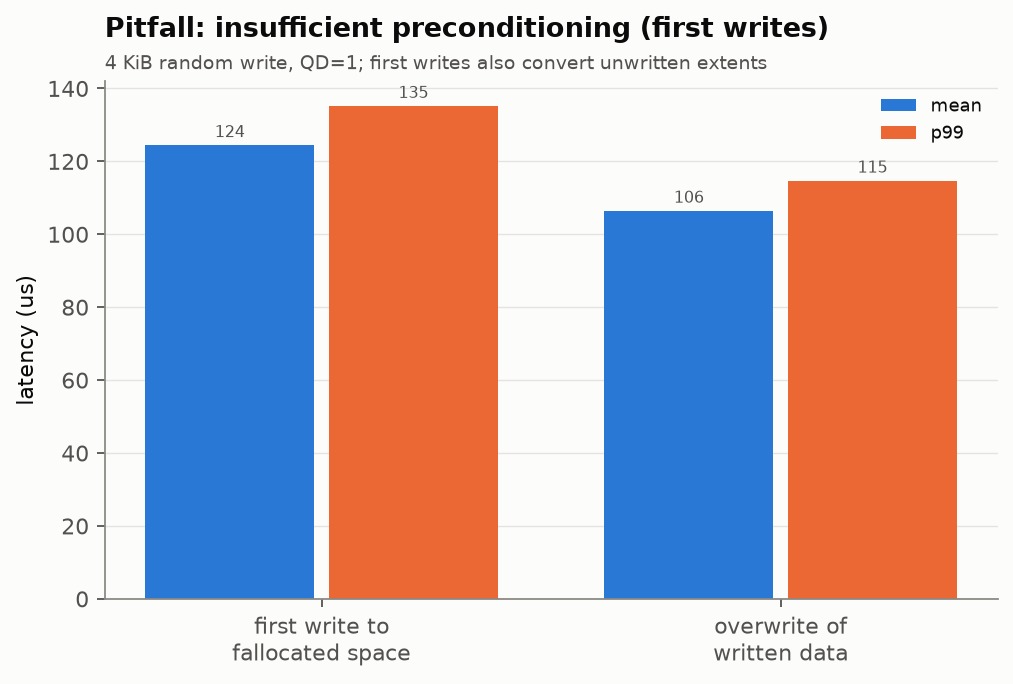 Pitfall: insufficient preconditioning (first writes)
4 KiB random write, QD=1; first writes also convert unwritten extents
140
120
100
80
60
40
20
0
latency (us)
124
135
106
115
mean
p99
first write to
fallocated space
overwrite of
written data